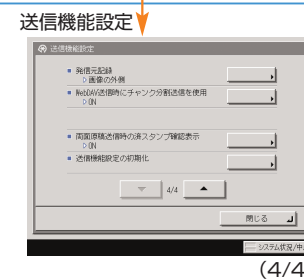 送信機能設定
送信機能設定
■ 発信元記録
▷ 画像の外側
■ WebDAV送信時にチャンク分割送信を使用
▷ ON
■ 両面原稿送信時の済スタンプ確認表示
▷ ON
■ 送信機能設定の初期化
▼ 4/4 ▲
閉じる
システム状況/中
(4/4